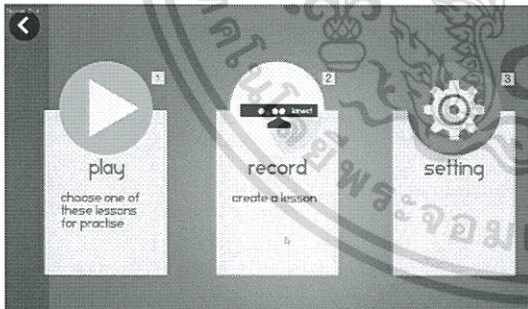 1
play
choose one of
these lessons
for practise
2
kinect
record
create a lesson
3
setting